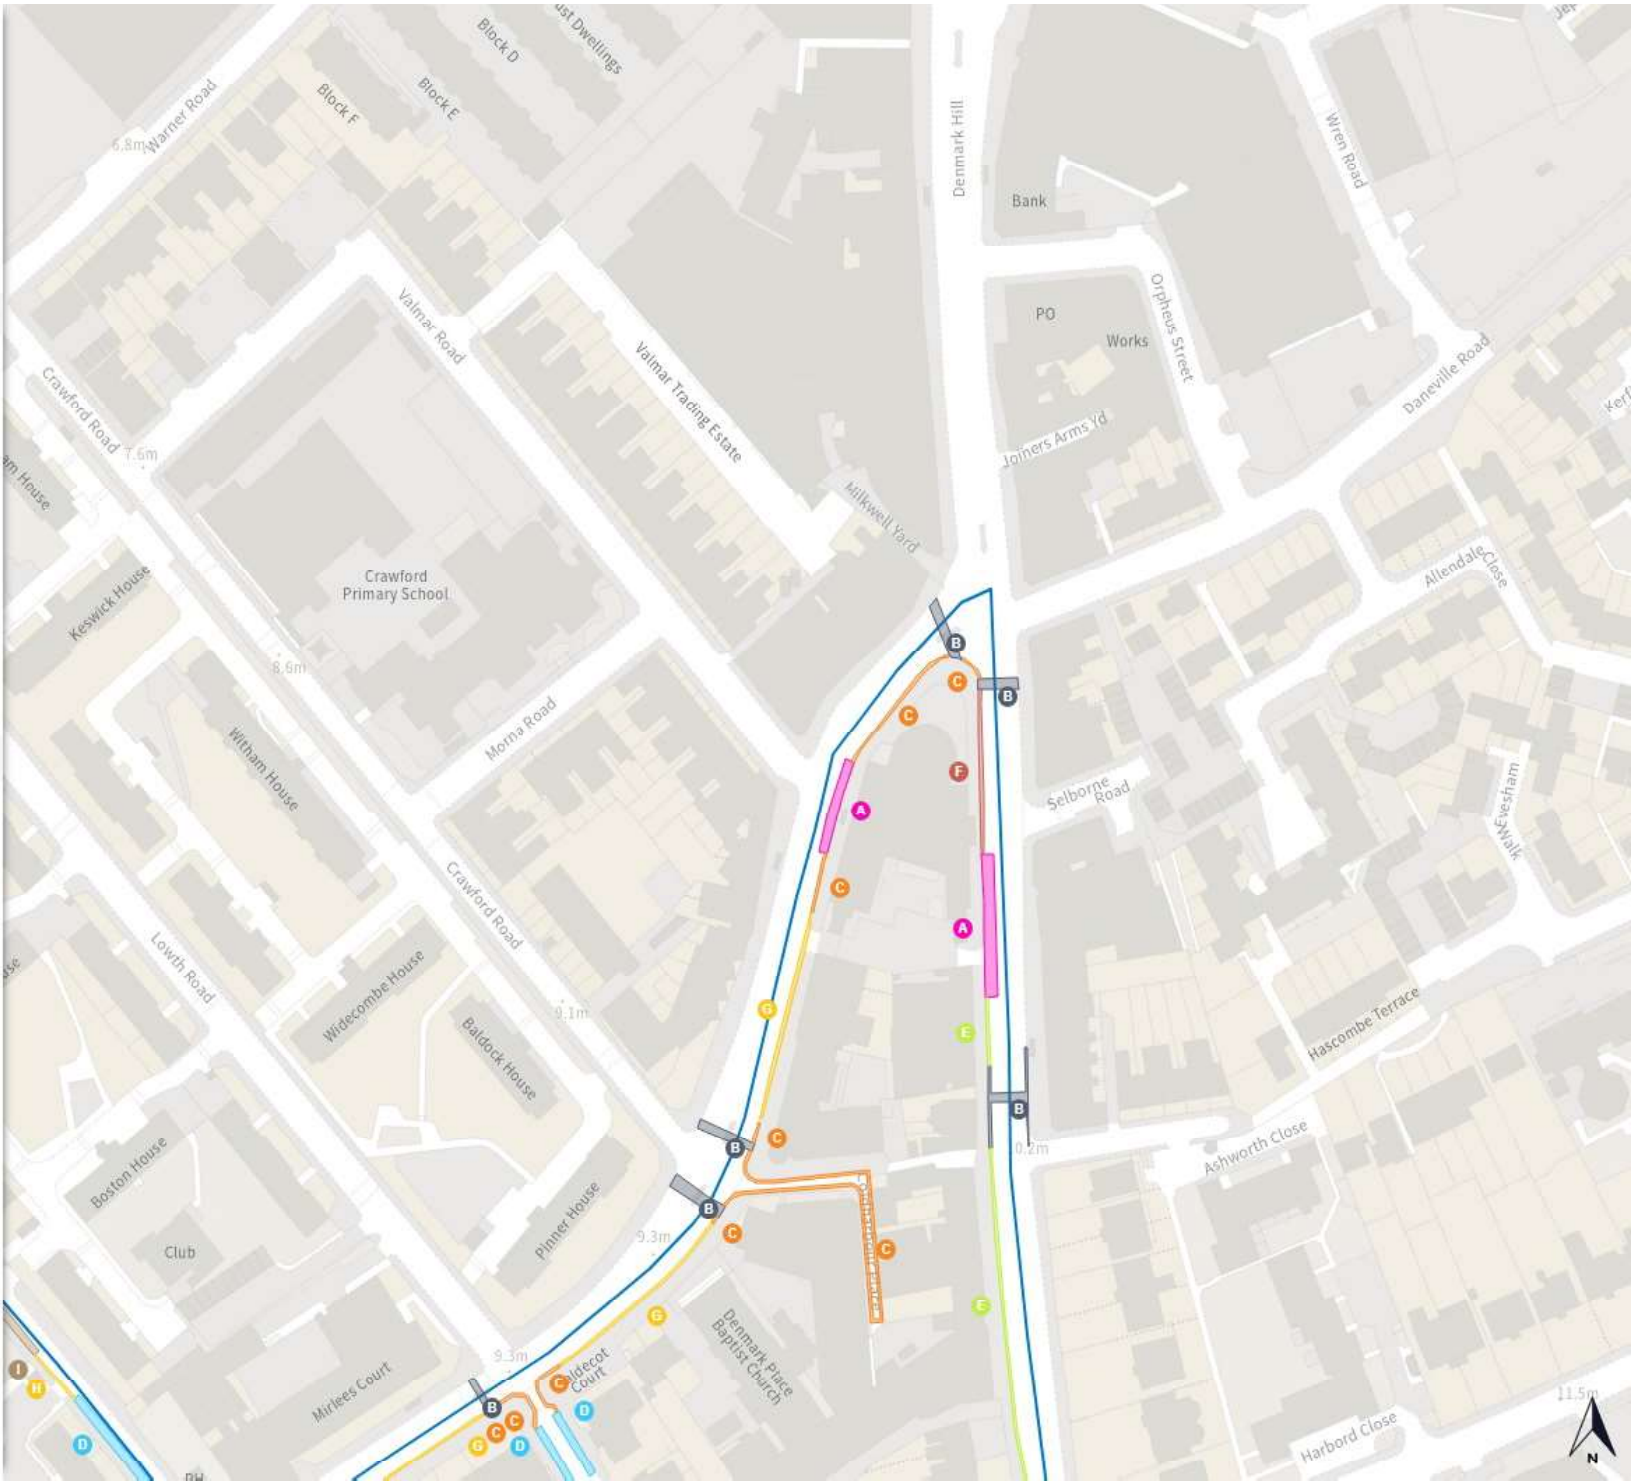 Block D
ust Dwellings
Block E
Block F
Warner Road
6.8m
Denmark Hill
Wren Road
Bank
Valmar Road
Orpheus Street
PO
Works
Crawford Road
Valmar Trading Estate
Daneville Road
Joiners Arms Yd
7.6m
am House
Milkwell Yard
Crawford
Primary School
Keswick House
Allendale
Close
B
8.6m
C
B
C
Morna Road
Witham House
F
Selborne
Road
A
Evesham
Walk
C
Crawford Road
A
Lowth Road
Widecombe House
G
9.1m
E
Hascombe Terrace
Baldock House
B
C
B
0.2m
Ashworth Close
Boston House
B
Pinner House
C
Club
9.3m
C
G
E
Denmark Place
Baptist Church
9.3m
I
H
Mirlees Court
C
Court
B
D
C
C
G
D
D
11.5m
Harbord Close
N